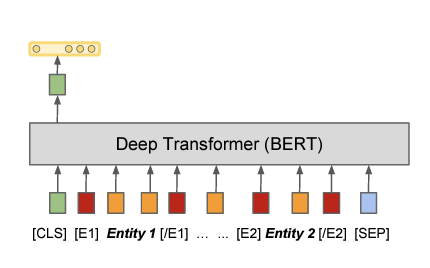 Deep Transformer (BERT)
[CLS] [E1] Entity 1 [/E1] ... ... [E2] Entity 2 [/E2] [SEP]